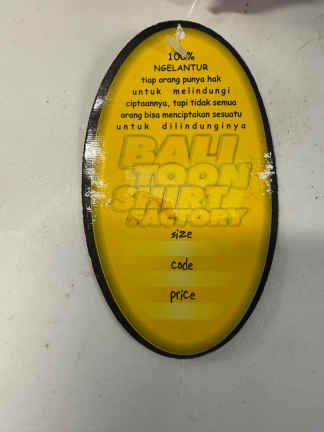 100%
NGELANTUR
tiap orang punya hak
untuk melindungi
ciptaannya, tapi tidak semua
orang bisa menciptakan sesuatu
untuk dilindunginya
BALI
TOON
SHIRT
FACTORY
size
code
price